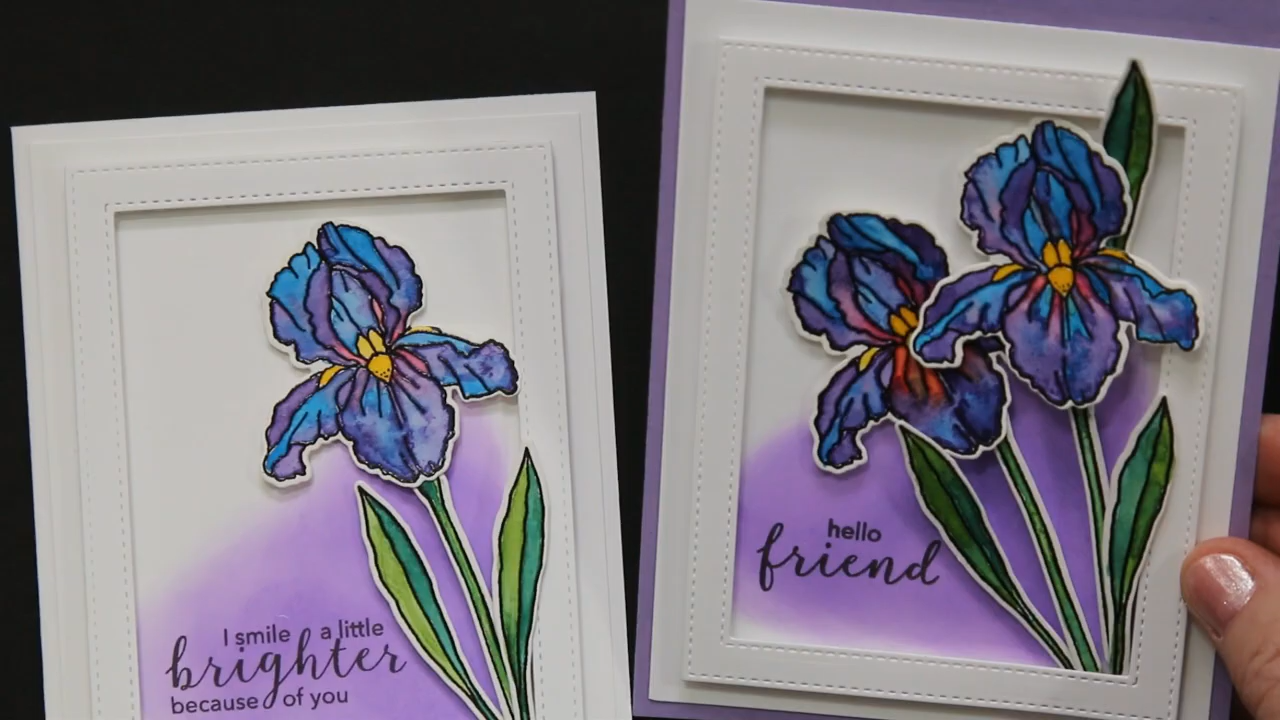 I smile a little
brighter
because of you
hello
friend